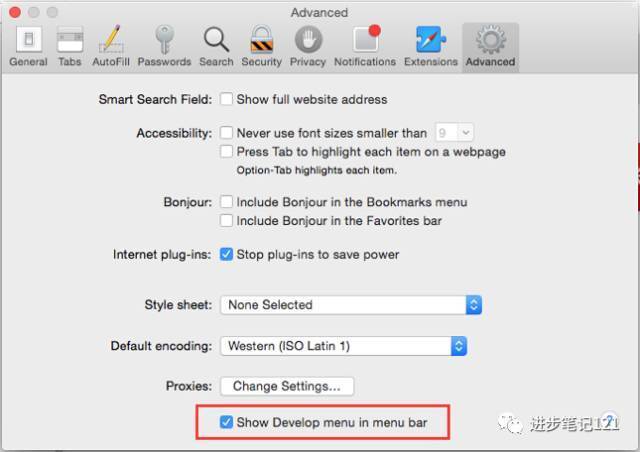 Advanced
General Tabs AutoFill Passwords Search Security Privacy Notifications Extensions Advanced
Smart Search Field: Show full website address
Accessibility: Never use font sizes smaller than 9
Press Tab to highlight each item on a webpage
Option-Tab highlights each item.
Bonjour: Include Bonjour in the Bookmarks menu
Include Bonjour in the Favorites bar
Internet plug-ins: Stop plug-ins to save power
Style sheet: None Selected
Default encoding: Western (ISO Latin 1)
Proxies: Change Settings...
Show Develop menu in menu bar
进步笔记121
?